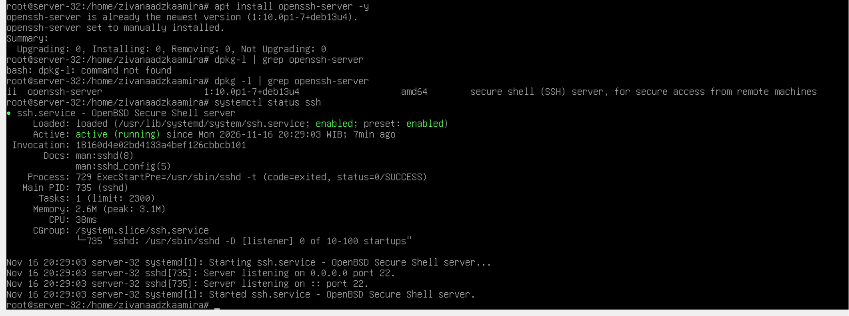 root@server-32:/home/zivanaadzkaamira# apt install openssh-server -y
openssh-server is already the newest version (1:10.0p1-7+deb13u4).
openssh-server set to manually installed.
Summary:
  Upgrading: 0, Installing: 0, Removing: 0, Not Upgrading: 0
root@server-32:/home/zivanaadzkaamira# dpkg-l | grep openssh-server
bash: dpkg-l: command not found
root@server-32:/home/zivanaadzkaamira# dpkg -l | grep openssh-server
ii  openssh-server                 1:10.0p1-7+deb13u4                   amd64        secure shell (SSH) server, for secure access from remote machines
root@server-32:/home/zivanaadzkaamira# systemctl status ssh
● ssh.service - OpenBSD Secure Shell server
     Loaded: loaded (/usr/lib/systemd/system/ssh.service; enabled; preset: enabled)
     Active: active (running) since Mon 2026-11-16 20:29:03 WIB; 7min ago
 Invocation: 18160d4e02bd4133a4bef126cbbcb101
       Docs: man:sshd(8)
             man:sshd_config(5)
    Process: 729 ExecStartPre=/usr/sbin/sshd -t (code=exited, status=0/SUCCESS)
   Main PID: 735 (sshd)
      Tasks: 1 (limit: 2300)
     Memory: 2.6M (peak: 3.1M)
        CPU: 38ms
     CGroup: /system.slice/ssh.service
             └─735 "sshd: /usr/sbin/sshd -D [listener] 0 of 10-100 startups"

Nov 16 20:29:03 server-32 systemd[1]: Starting ssh.service - OpenBSD Secure Shell server...
Nov 16 20:29:03 server-32 sshd[735]: Server listening on 0.0.0.0 port 22.
Nov 16 20:29:03 server-32 sshd[735]: Server listening on :: port 22.
Nov 16 20:29:03 server-32 systemd[1]: Started ssh.service - OpenBSD Secure Shell server.
root@server-32:/home/zivanaadzkaamira# _